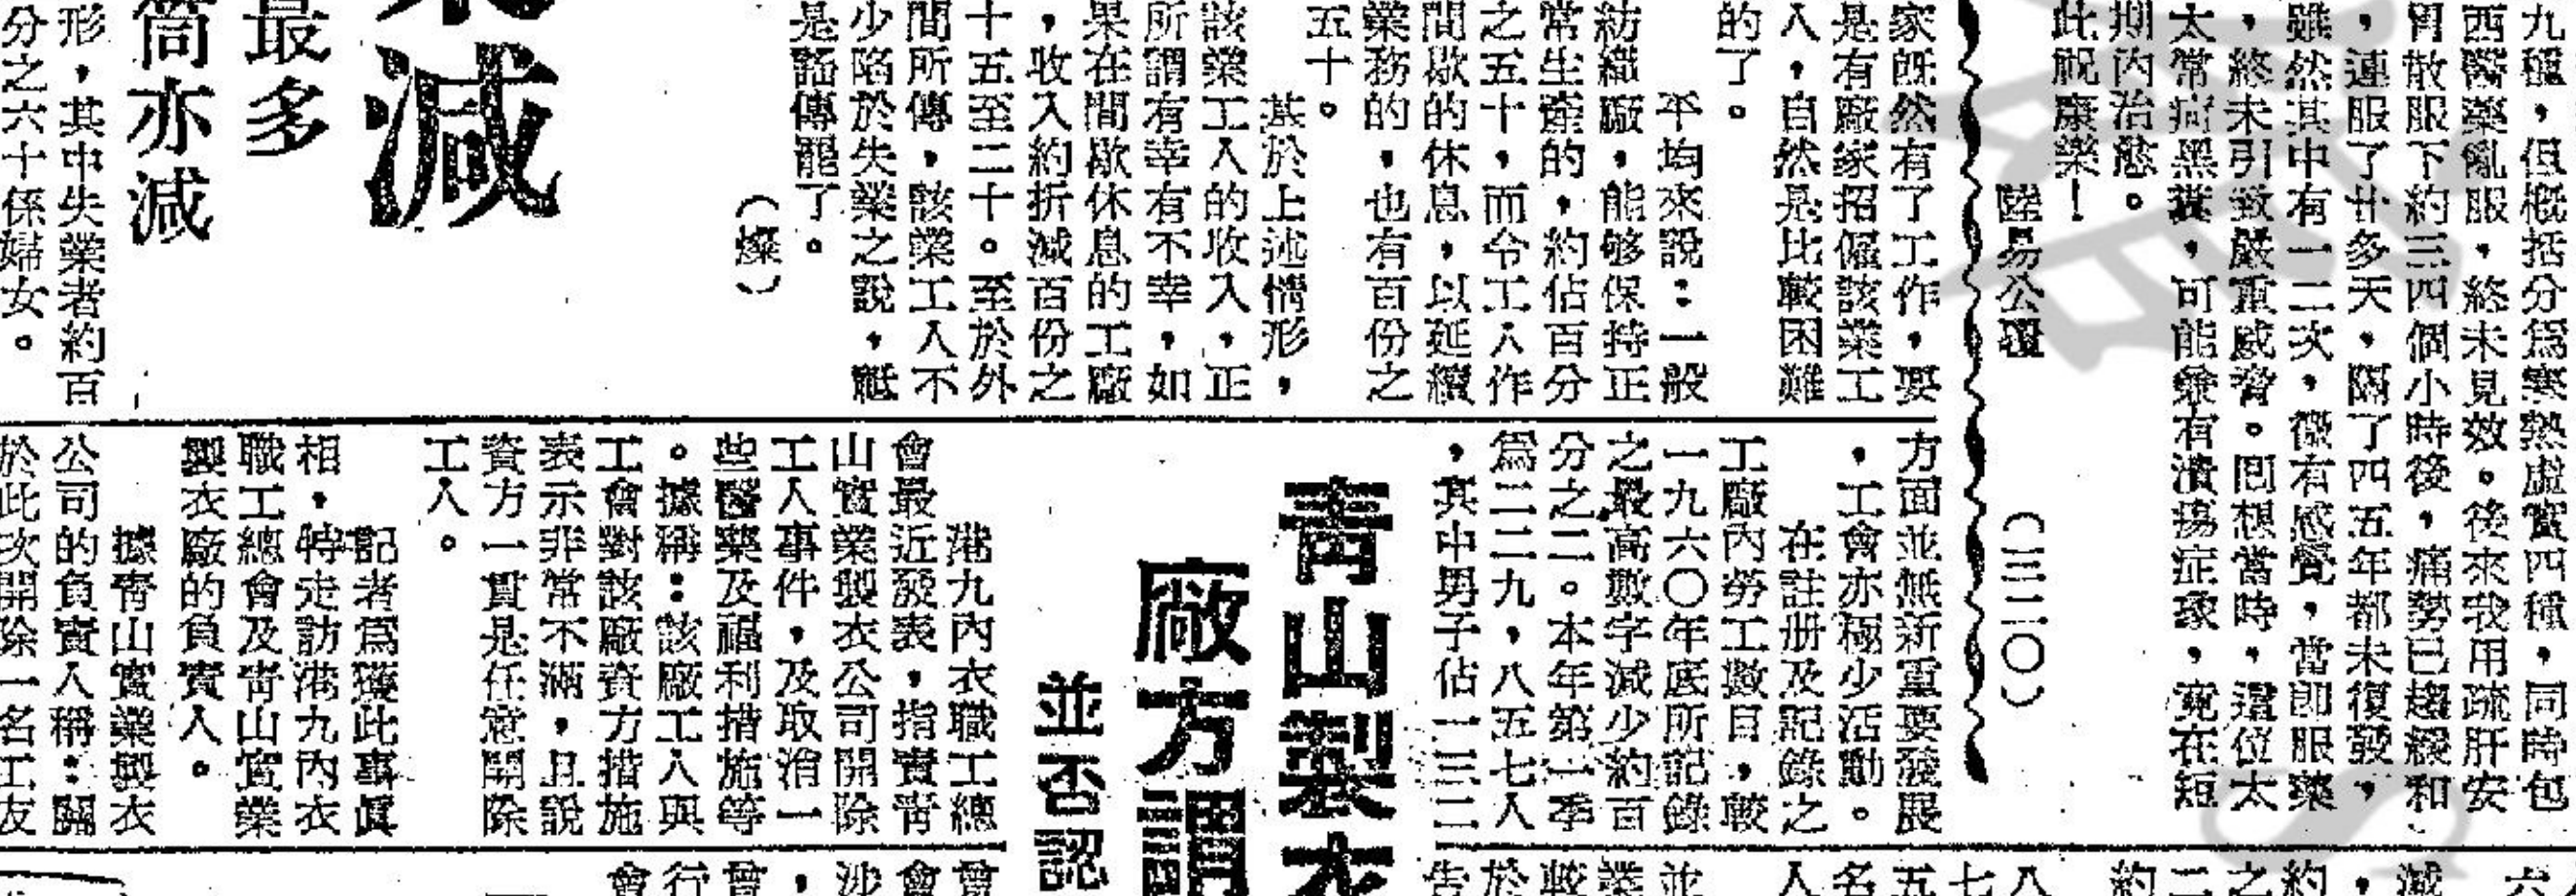 九種，但概括分爲寒熱虛實四種，同時包
西醫藥亂服，終未見效。後來我用疏肝安
胃散服下約三四個小時後，痛勢已趨緩和
，連服了廿多天，隔了四五年都未復發，
雖然其中有一二次，微有感覺，當即服藥
，終未引致嚴重威脅。回想當時，這位太
太常痾黑糞，可能兼有潰瘍症象，竟在短
期內治愈。
此祝康樂！
陸易公覆
（三二〇）
家既然有了工作，要
是有廠家招僱該業工
人，自然是比較困難
的了。
平均來說：一般
紡織廠，能够保持正
常生產的，約佔百分
之五十，而令工人作
間歇的休息，以延續
業務的，也有百份之
五十。
基於上述情形，
該業工人的收入，正
所謂有幸有不幸，如
果在間歇休息的工廠
，收入約折減百份之
十五至二十。至於外
間所傳，該業工人不
少陷於失業之說，祗
是謠傳罷了。
（燦）
減
最多
筒亦減
形，其中失業者約百
分之六十係婦女。
方面並無新重要發展
，工會亦極少活動。
在註册及記錄之
工廠內勞工數目，較
一九六〇年底所記錄
之最高數字減少約百
分之二。本年第一季
爲二二九，八五七人
，其中男子佔一三二
青山製衣
廠方謂
並否認
港九內衣職工總
會最近發表，指責青
山實業製衣公司開除
工人事件，及取治一
些醫藥及福利措施等
。據稱：該廠工人與
工會對該廠資方措施
表示非常不滿，且說
資方一貫是任意開除
工人。
記者爲獲此事眞
相，特走訪港九內衣
職工總會及青山實業
製衣廠的負責人。
據青山實業製衣
公司的負責人稱：關
於此次開除一名工友